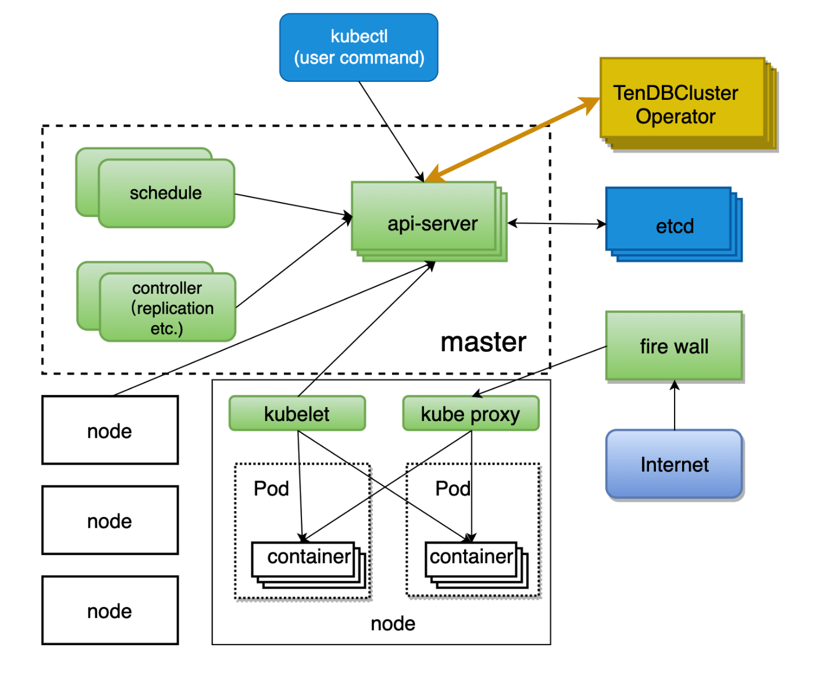 kubectl
(user command)
TenDBCluster
Operator
schedule
api-server
etcd
controller
(replication
etc.)
master
fire wall
node
kubelet
kube proxy
Internet
Pod
Pod
node
container
container
node
node